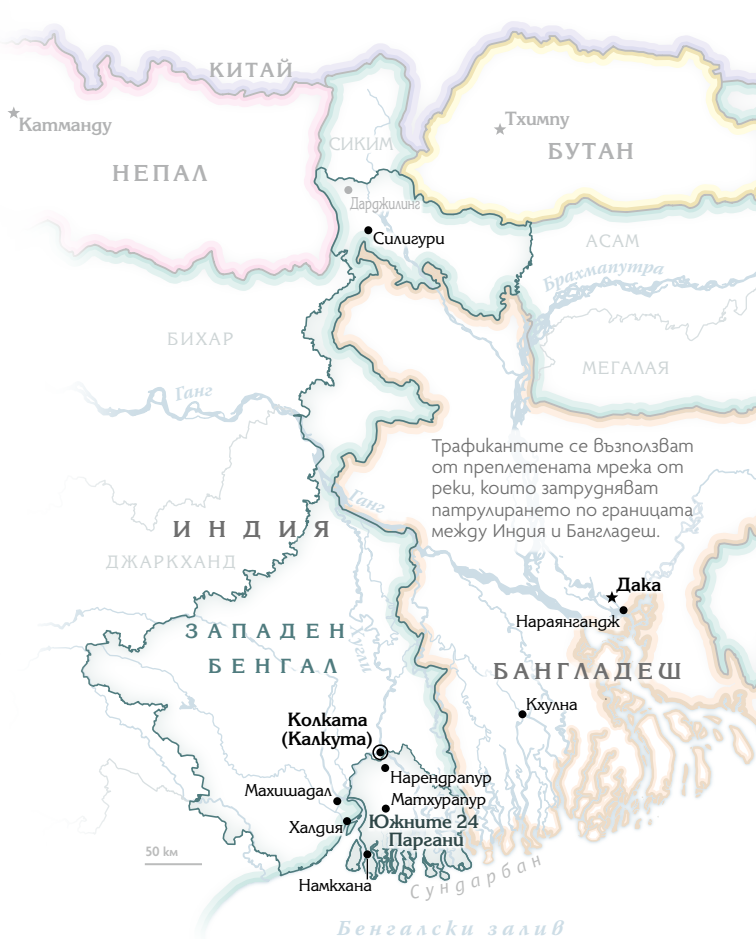 КИТАЙ
Катманду
Тхимпу
БУТАН
СИКИМ
НЕПАЛ
Дарджилинг
Силигури
АСАМ
Брахмапутра
БИХАР
МЕГАЛАЯ
Ганг
Трафикантите се възползват
от преплетената мрежа от
реки, които затрудняват
патрулирането по границата
между Индия и Бангладеш.
Ганг
ИНДИЯ
ДЖАРКХАНД
Дака
Нараянгандж
ЗАПАДЕН
БЕНГАЛ
Хугли
БАНГЛАДЕШ
Кхулна
Колката
(Калкута)
Нарендрапур
Махишадал
Матхурапур
Халдия
Южните 24
Паргани
50 км
Намкхана
Сундарбан
Бенгалски залив